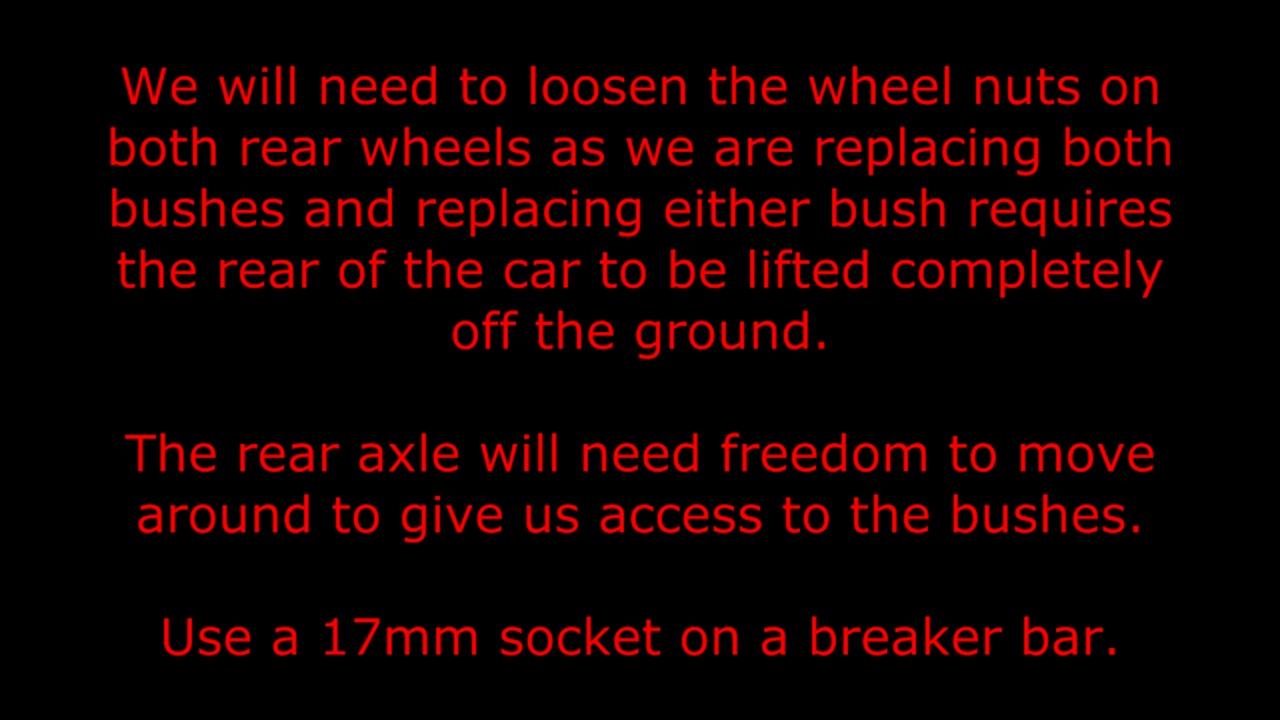 We will need to loosen the wheel nuts on
both rear wheels as we are replacing both
bushes and replacing either bush requires
the rear of the car to be lifted completely
off the ground.
The rear axle will need freedom to move
around to give us access to the bushes.
Use a 17mm socket on a breaker bar.